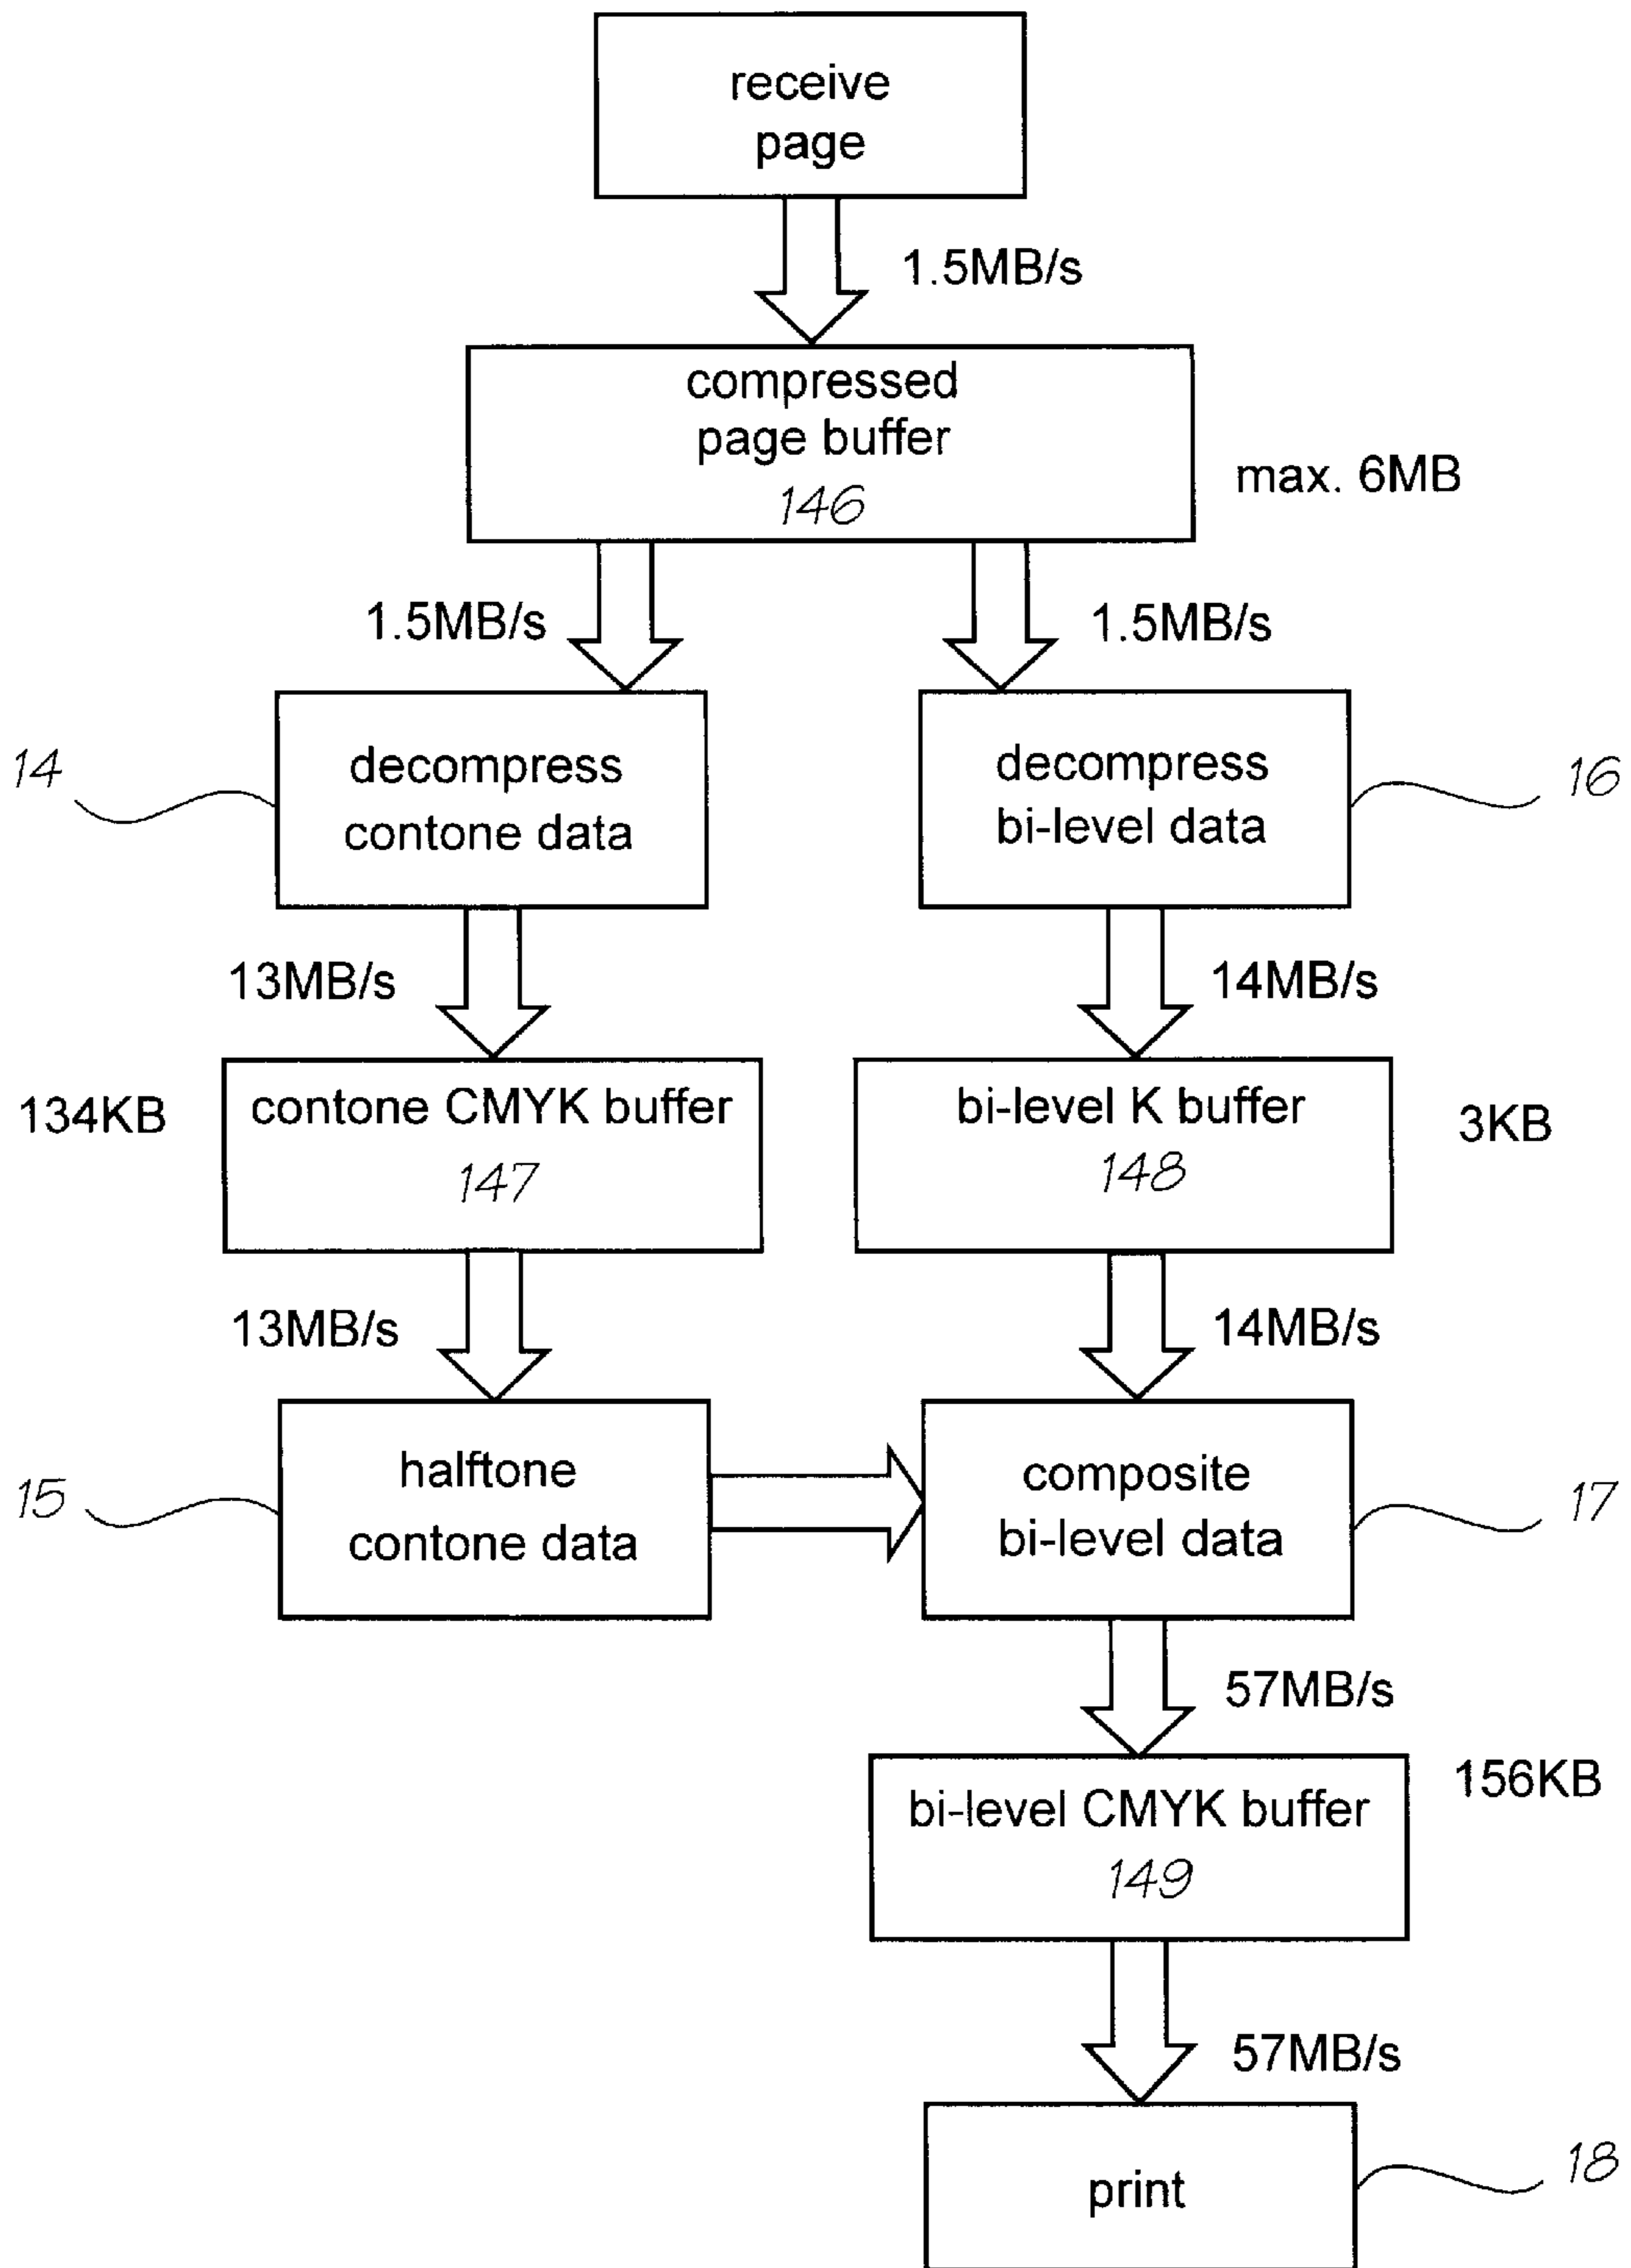 receive
page
1.5MB/s
compressed
page buffer
146
max. 6MB
1.5MB/s
1.5MB/s
14
decompress
contone data
decompress
bi-level data
16
13MB/s
14MB/s
134KB
contone CMYK buffer
147
bi-level K buffer
148
3KB
13MB/s
14MB/s
15
halftone
contone data
composite
bi-level data
17
57MB/s
bi-level CMYK buffer
149
156KB
57MB/s
print
18